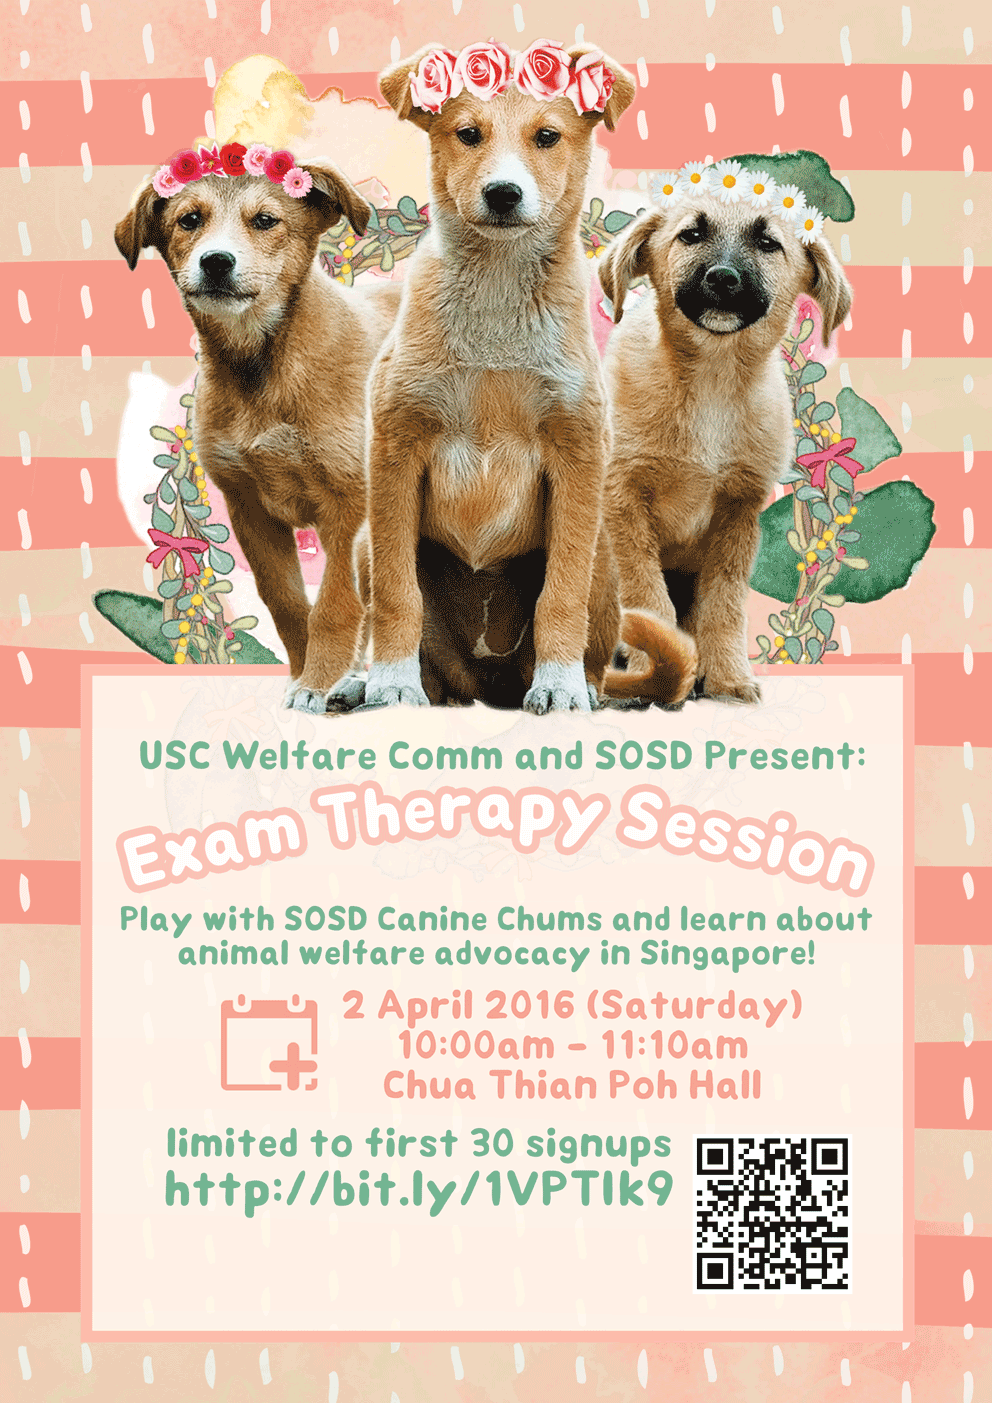 USC Welfare Comm and SOSD Present:
Exam Therapy Session
Play with SOSD Canine Chums and learn about
animal welfare advocacy in Singapore!
2 April 2016 (Saturday)
10:00am - 11:10am
Chua Thian Poh Hall
limited to first 30 signups
http://bit.ly/1VPTIk9